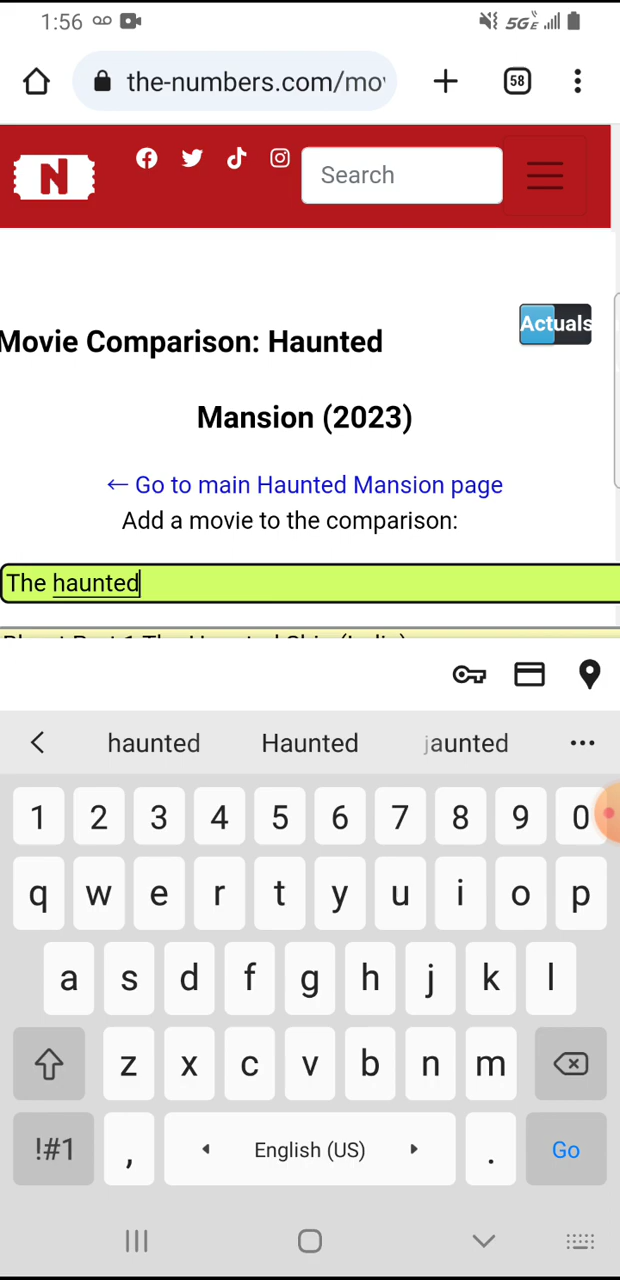 1:56
5GE
the-numbers.com/mo
58
N
Search
Actuals
Movie Comparison: Haunted
Mansion (2023)
← Go to main Haunted Mansion page
Add a movie to the comparison:
The haunted
haunted Haunted jaunted ...
1 2 3 4 5 6 7 8 9 0
q w e r t y u i o p
a s d f g h j k l
z x c v b n m
!#1 , English (US) . Go